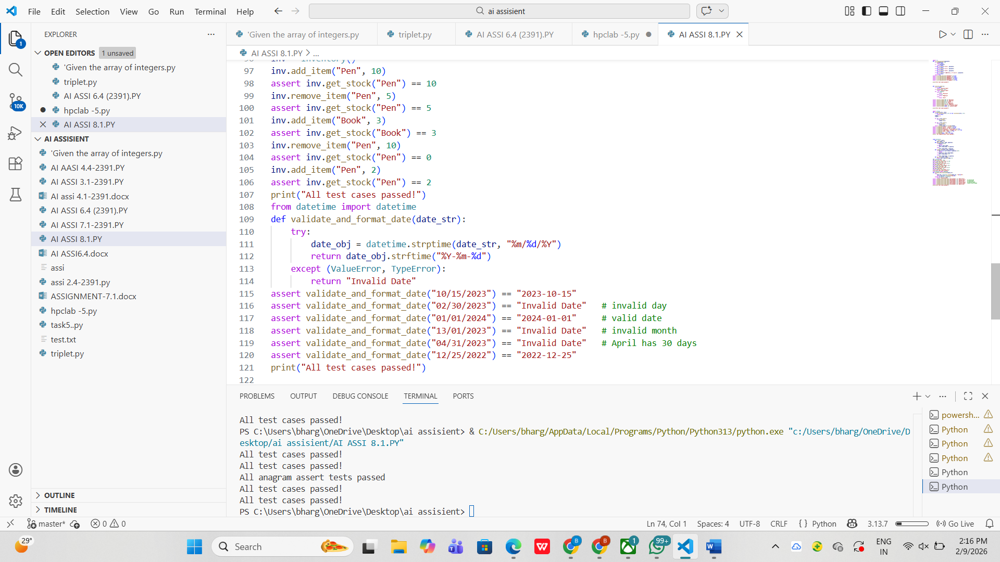 File Edit Selection View Go Run Terminal Help
ai assisient
EXPLORER
OPEN EDITORS 1 unsaved
'Given the array of integers.py
triplet.py
AI ASSI 6.4 (2391).PY
hpclab -5.py
AI ASSI 8.1.PY
AI ASSISIENT
'Given the array of integers.py
AI AASI 4.4-2391.PY
AI ASSI 3.1-2391.PY
AI assi 4.1-2391.docx
AI ASSI 6.4 (2391).PY
AI ASSI 7.1-2391.PY
AI ASSI 8.1.PY
AI ASSI6.4.docx
assi
assi 2.4-2391.py
ASSIGNMENT-7.1.docx
hpclab -5.py
task5..py
test.txt
triplet.py
OUTLINE
TIMELINE
1
10K
'Given the array of integers.py triplet.py AI ASSI 6.4 (2391).PY hpclab -5.py AI ASSI 8.1.PY
AI ASSI 8.1.PY > ...
96 inv = inventory()
97 inv.add_item("Pen", 10)
98 assert inv.get_stock("Pen") == 10
99 inv.remove_item("Pen", 5)
100 assert inv.get_stock("Pen") == 5
101 inv.add_item("Book", 3)
102 assert inv.get_stock("Book") == 3
103 inv.remove_item("Pen", 10)
104 assert inv.get_stock("Pen") == 0
105 inv.add_item("Pen", 2)
106 assert inv.get_stock("Pen") == 2
107 print("All test cases passed!")
108 from datetime import datetime
109 def validate_and_format_date(date_str):
110 try:
111 date_obj = datetime.strptime(date_str, "%m/%d/%Y")
112 return date_obj.strftime("%Y-%m-%d")
113 except (ValueError, TypeError):
114 return "Invalid Date"
115 assert validate_and_format_date("10/15/2023") == "2023-10-15"
116 assert validate_and_format_date("02/30/2023") == "Invalid Date" # invalid day
117 assert validate_and_format_date("01/01/2024") == "2024-01-01" # valid date
118 assert validate_and_format_date("13/01/2023") == "Invalid Date" # invalid month
119 assert validate_and_format_date("04/31/2023") == "Invalid Date" # April has 30 days
120 assert validate_and_format_date("12/25/2022") == "2022-12-25"
121 print("All test cases passed!")
122
PROBLEMS OUTPUT DEBUG CONSOLE TERMINAL PORTS
All test cases passed!
PS C:\Users\bharg\OneDrive\Desktop\ai assisient> & C:/Users/bharg/AppData/Local/Programs/Python/Python313/python.exe "c:/Users/bharg/OneDrive/D
esktop/ai assisient/AI ASSI 8.1.PY"
All test cases passed!
All test cases passed!
All anagram assert tests passed
All test cases passed!
All test cases passed!
PS C:\Users\bharg\OneDrive\Desktop\ai assisient>
powersh...
Python
Python
Python
Python
Python
master* 0 0 Ln 74, Col 1 Spaces: 4 UTF-8 CRLF { } Python 3.13.7 Go Live
29°
Search
B
B
1
99+
ENG
IN
2:16 PM
2/9/2026